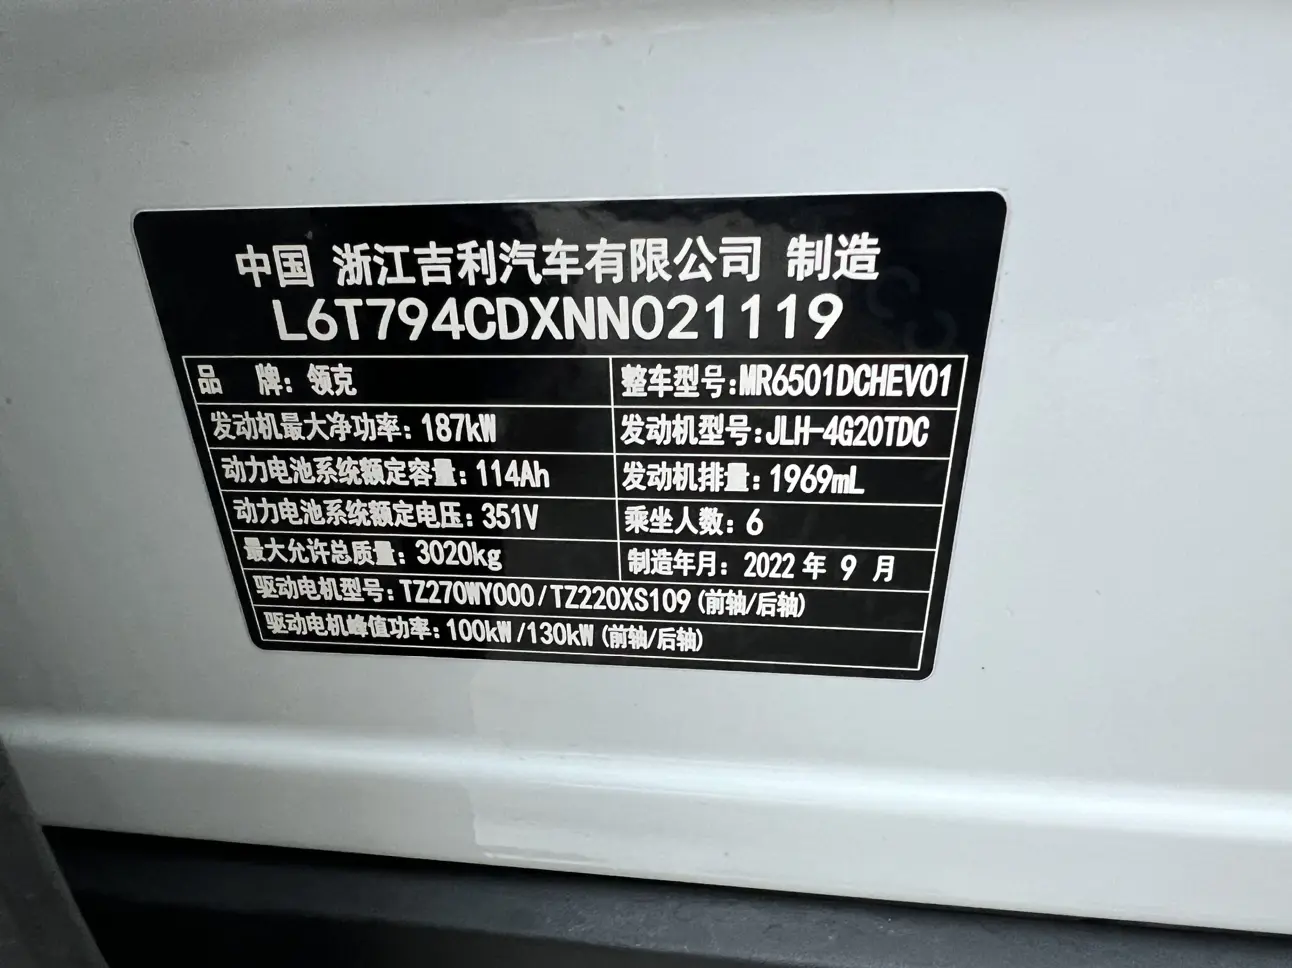 中国 浙江吉利汽车有限公司 制造
L6T794CDXNN021119
品 牌：领克 整车型号：MR6501DCHEV01
发动机最大净功率：187kW 发动机型号：JLH-4G20TDC
动力电池系统额定容量：114Ah 发动机排量：1969mL
动力电池系统额定电压：351V 乘坐人数：6
最大允许总质量：3020kg 制造年月：2022 年 9 月
驱动电机型号：TZ270WY000/TZ220XS109(前轴/后轴)
驱动电机峰值功率：100kW/130kW(前轴/后轴)